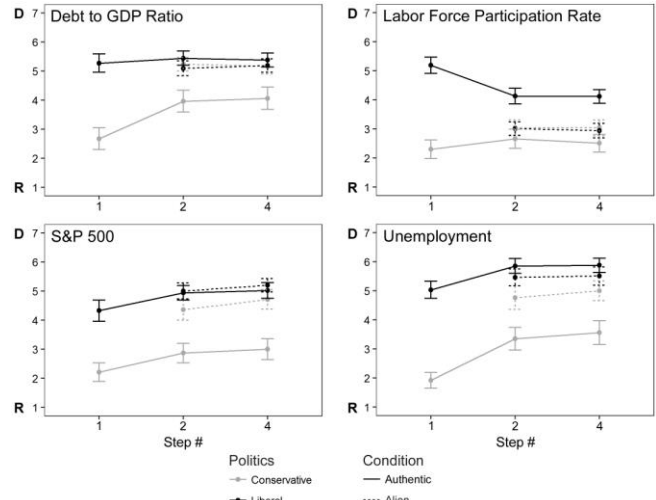 Debt to GDP Ratio
D 7
6
5
4
3
2
R 1
1 2 4
Labor Force Participation Rate
D 7
6
5
4
3
2
R 1
1 2 4
S&P 500
D 7
6
5
4
3
2
R 1
1 2 4
Step #
Unemployment
D 7
6
5
4
3
2
R 1
1 2 4
Step #
Politics
Conservative
Liberal
Condition
Authentic
Alien